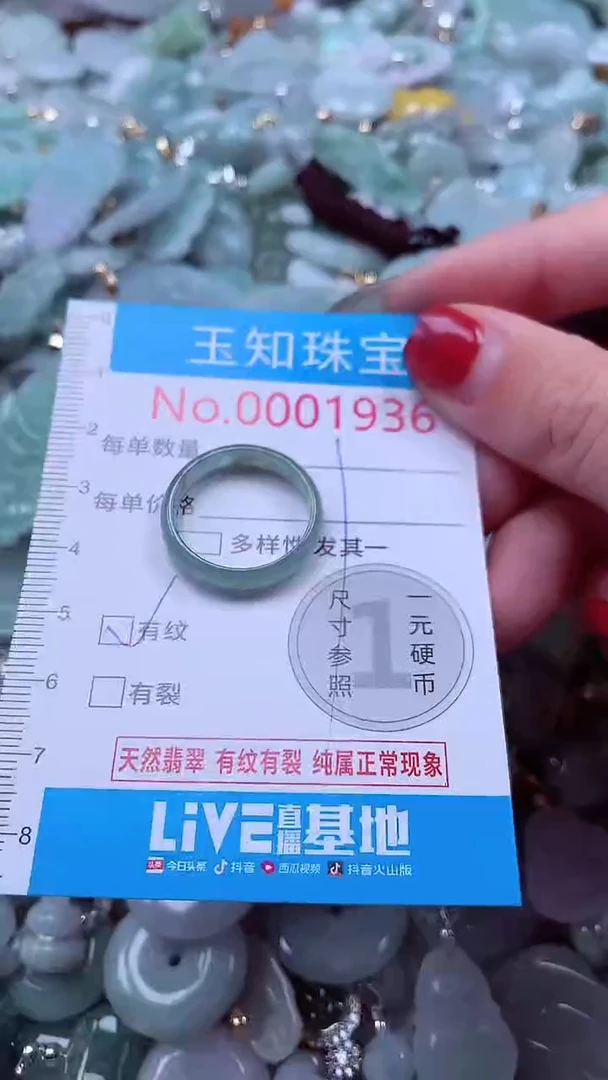 玉知珠宝
No.0001936
每单数量
每单价格
多样性 发其一
有纹
有裂
1
尺寸参照
一元硬币
天然翡翠 有纹有裂 纯属正常现象
LiVE直播基地
头条 今日头条 抖音 西瓜视频 抖音火山版
0
1
2
3
4
5
6
7
8